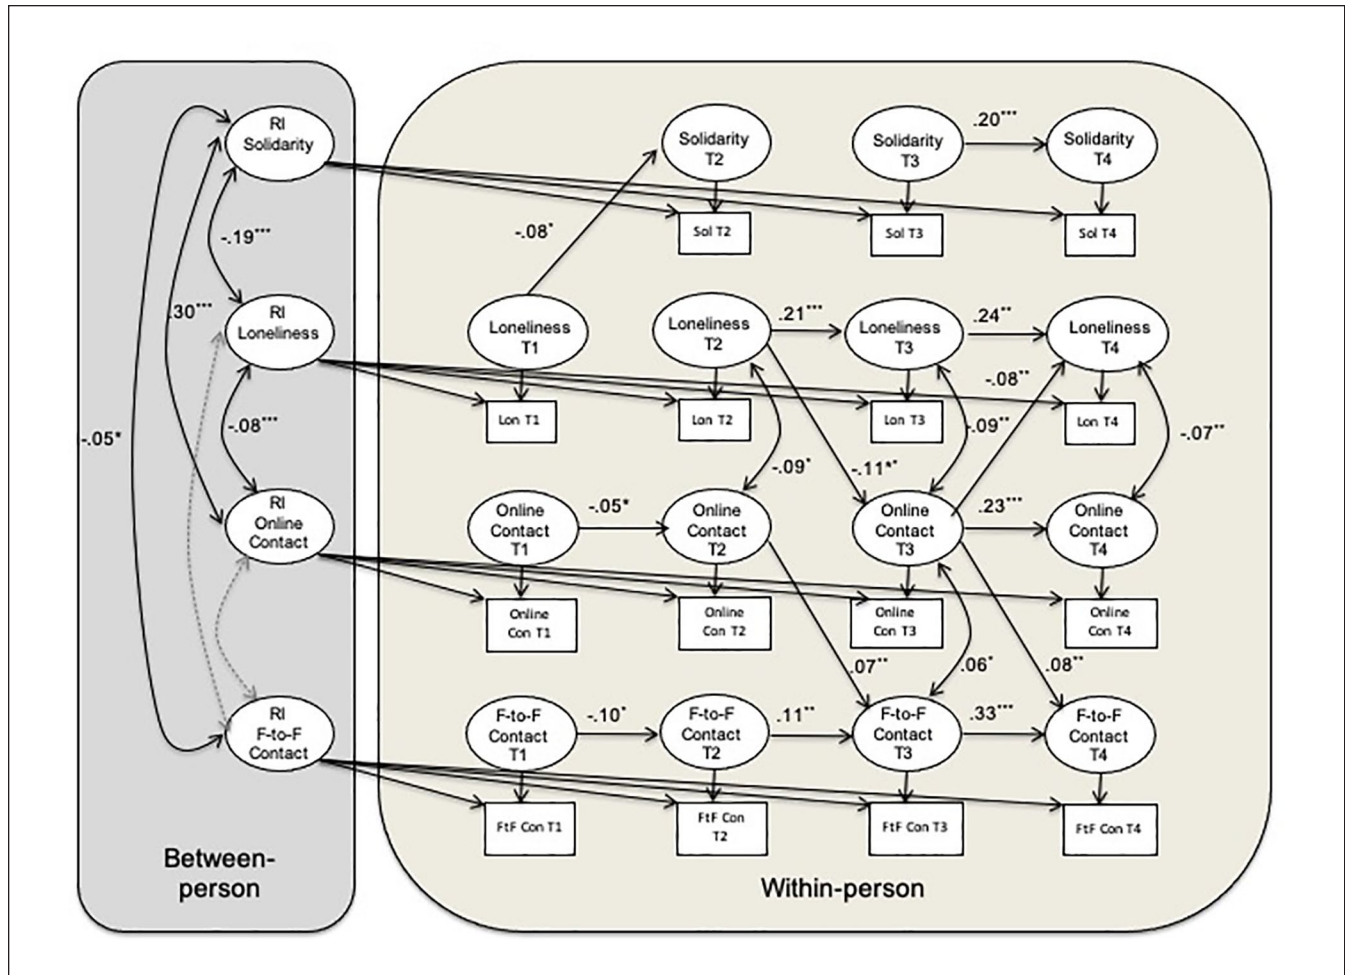 RI
Solidarity
Solidarity
T2
Solidarity
T3
.20***
Solidarity
T4
Sol T2
Sol T3
Sol T4
-.19***
-.08*
.30***
RI
Loneliness
Loneliness
T1
Loneliness
T2
.21***
Loneliness
T3
.24**
Loneliness
T4
-.08**
Lon T1
Lon T2
Lon T3
Lon T4
-.05*
-.08***
-.09**
-.07**
-.09*
-.11**
RI
Online
Contact
Online
Contact
T1
-.05*
Online
Contact
T2
Online
Contact
T3
.23***
Online
Contact
T4
Online
Con T1
Online
Con T2
Online
Con T3
Online
Con T4
.07**
.06*
.08**
RI
F-to-F
Contact
F-to-F
Contact
T1
-.10*
F-to-F
Contact
T2
.11**
F-to-F
Contact
T3
.33***
F-to-F
Contact
T4
FtF Con T1
FtF Con
T2
FtF Con T3
FtF Con T4
Between-
person
Within-person